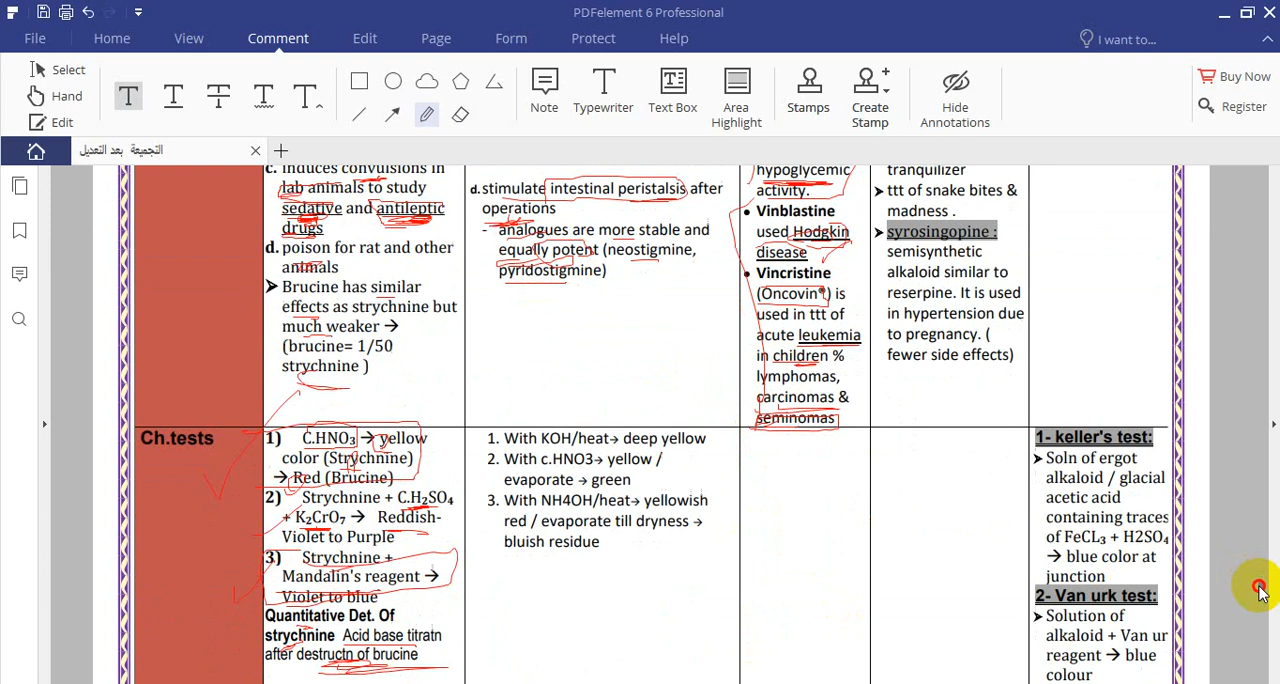 PDFelement 6 Professional
File Home View Comment Edit Page Form Protect Help I want to...
Select
Hand
Edit
Note
Typewriter
Text Box
Area
Highlight
Stamps
Create
Stamp
Hide
Annotations
Buy Now
Register
التجميعة بعد التعديل
c. induces convulsions in
lab animals to study
sedative and antileptic
drugs
d. poison for rat and other
animals
➤ Brucine has similar
effects as strychnine but
much weaker →
(brucine= 1/50
strychnine )
d. stimulate intestinal peristalsis after
operations
- analogues are more stable and
equally potent (neostigmine,
pyridostigmine)
hypoglycemic
activity.
• Vinblastine
used Hodgkin
disease
• Vincristine
(Oncovin®) is
used in ttt of
acute leukemia
in children %
lymphomas,
carcinomas &
seminomas
tranquilizer
➤ ttt of snake bites &
madness .
➤ syrosingopine :
semisynthetic
alkaloid similar to
reserpine. It is used
in hypertension due
to pregnancy. (
fewer side effects)
Ch.tests
1) C.HNO₃ → yellow
color (Strychnine)
→ Red (Brucine)
2) Strychnine + C.H₂SO₄
+ K₂CrO₇ → Reddish-
Violet to Purple
3) Strychnine +
Mandalin's reagent →
Violet to blue
Quantitative Det. Of
strychnine Acid base titratn
after destructn of brucine
1. With KOH/heat→ deep yellow
2. With c.HNO3→ yellow /
evaporate → green
3. With NH4OH/heat→ yellowish
red / evaporate till dryness →
bluish residue
1- keller's test:
➤ Soln of ergot
alkaloid / glacial
acetic acid
containing traces
of FeCL₃ + H2SO₄
→ blue color at
junction
2- Van urk test:
➤ Solution of
alkaloid + Van ur
reagent → blue
colour